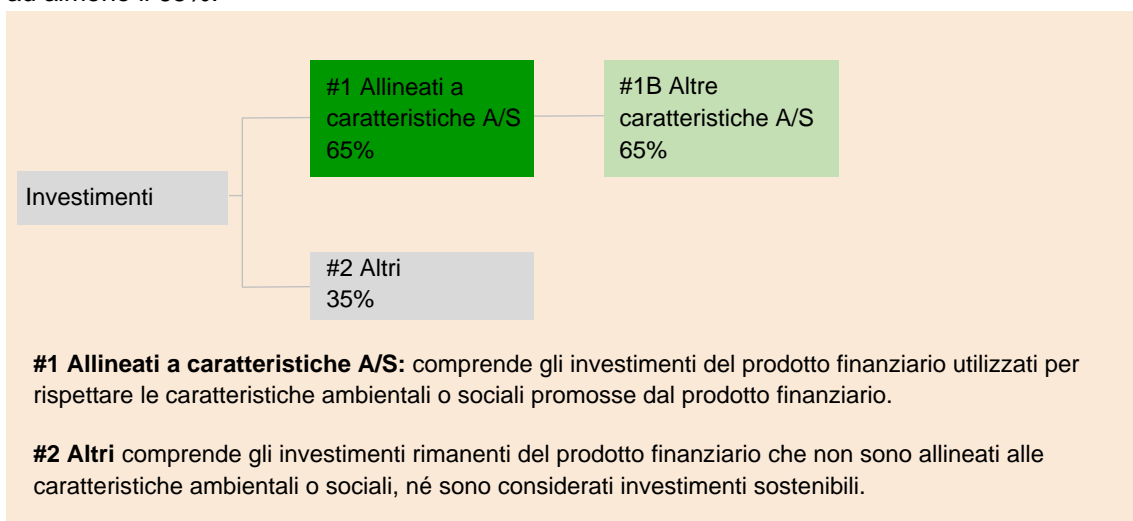 #1 Allineati a
caratteristiche A/S
65%
#1B Altre
caratteristiche A/S
65%
Investimenti
#2 Altri
35%
#1 Allineati a caratteristiche A/S: comprende gli investimenti del prodotto finanziario utilizzati per
rispettare le caratteristiche ambientali o sociali promosse dal prodotto finanziario.
#2 Altri comprende gli investimenti rimanenti del prodotto finanziario che non sono allineati alle
caratteristiche ambientali o sociali, né sono considerati investimenti sostenibili.